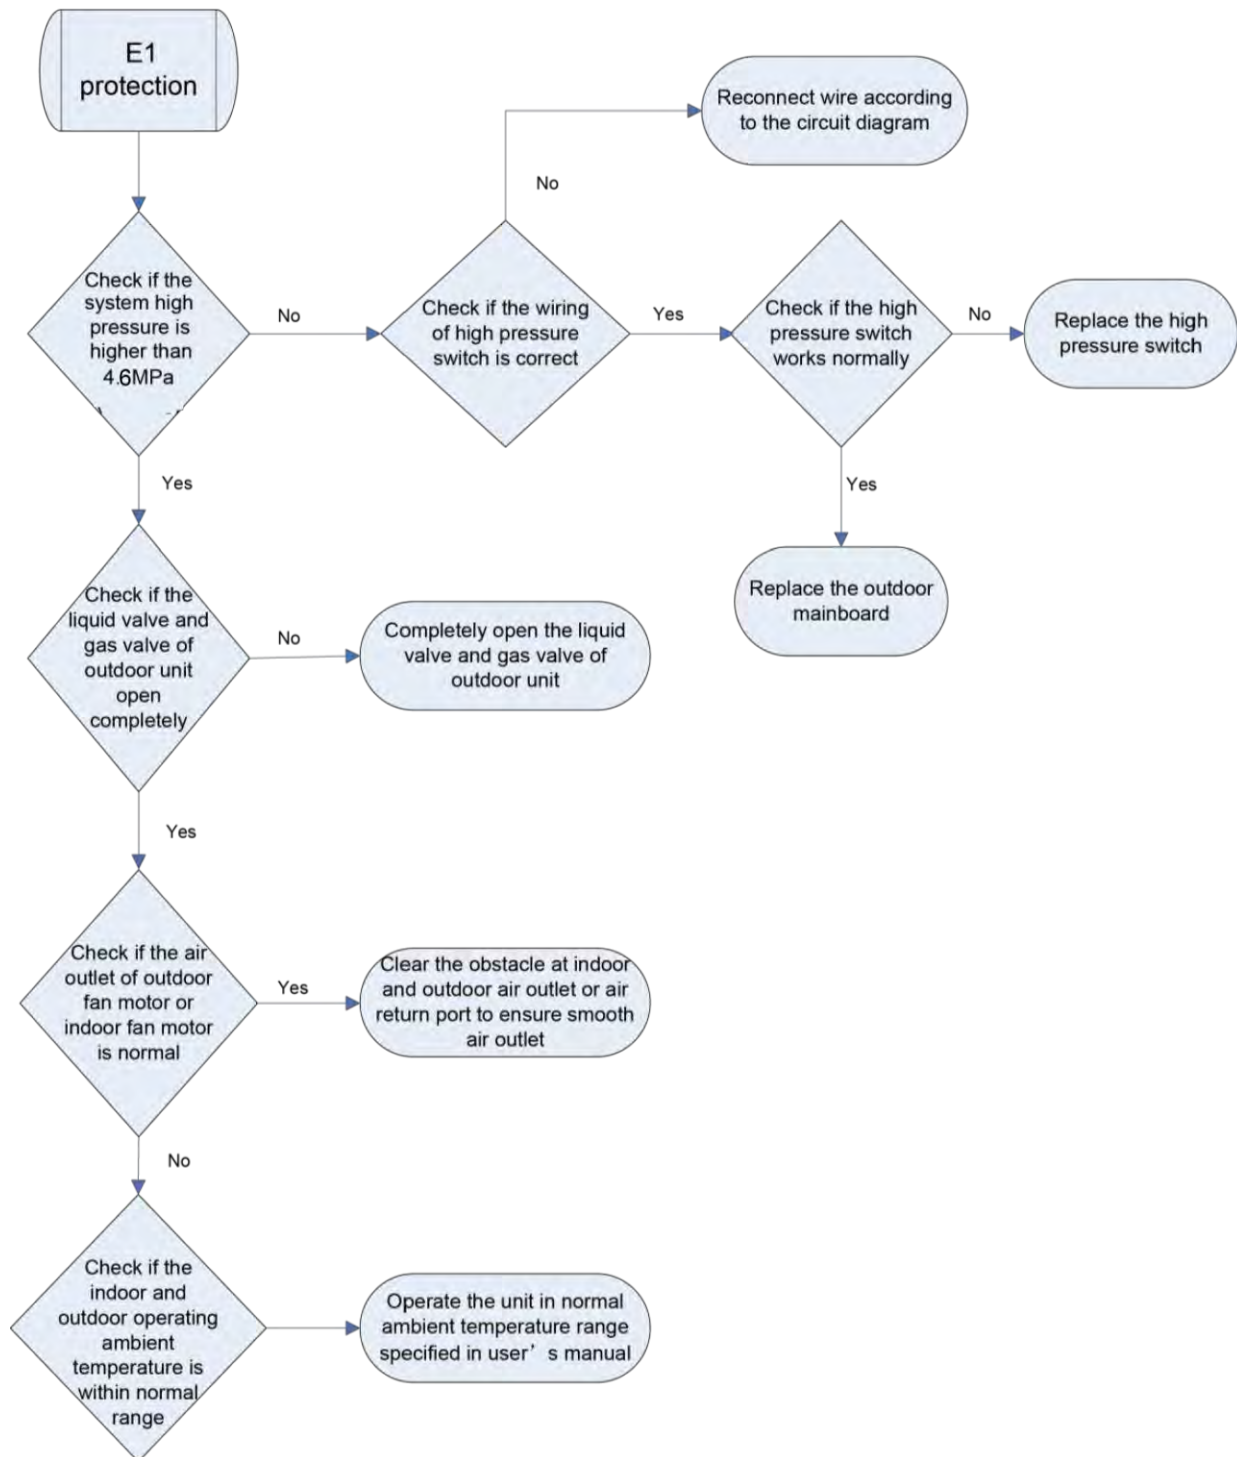 E1
protection
Reconnect wire according
to the circuit diagram
No
Check if the
system high
pressure is
higher than
4.6MPa
No
Check if the wiring
of high pressure
switch is correct
Yes
Check if the high
pressure switch
works normally
No
Replace the high
pressure switch
Yes
Yes
Replace the outdoor
mainboard
Check if the
liquid valve and
gas valve of
outdoor unit
open
completely
No
Completely open the liquid
valve and gas valve of
outdoor unit
Yes
Check if the air
outlet of outdoor
fan motor or
indoor fan motor
is normal
Yes
Clear the obstacle at indoor
and outdoor air outlet or air
return port to ensure smooth
air outlet
No
Check if the
indoor and
outdoor operating
ambient
temperature is
within normal
range
Operate the unit in normal
ambient temperature range
specified in user’ s manual